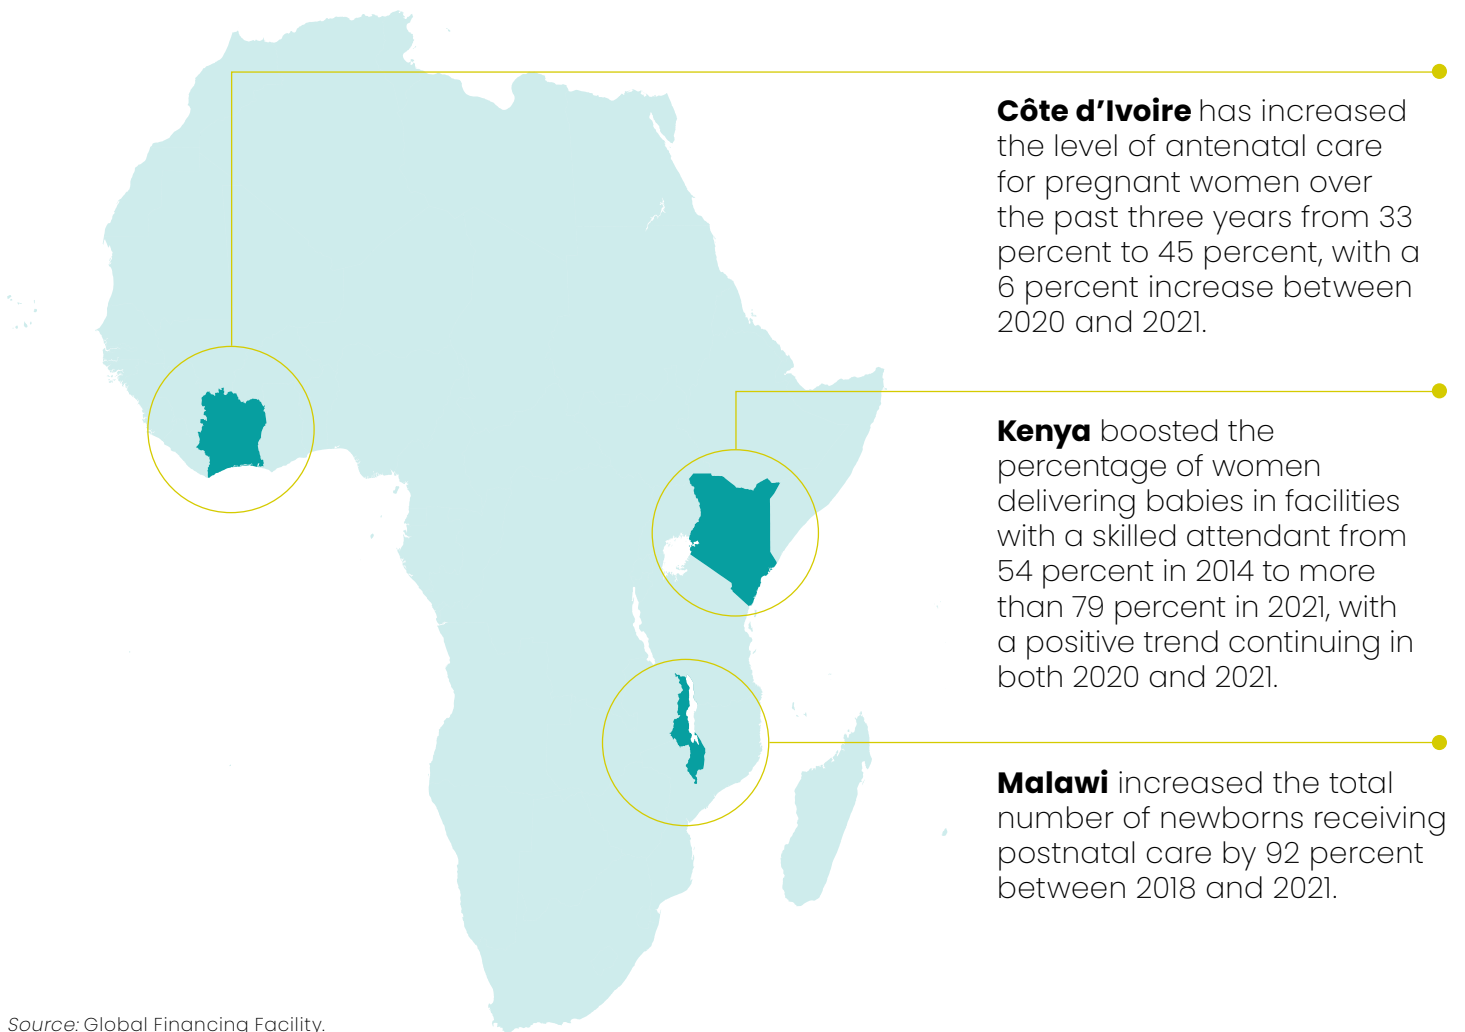 Côte d’Ivoire has increased
the level of antenatal care
for pregnant women over
the past three years from 33
percent to 45 percent, with a
6 percent increase between
2020 and 2021.
Kenya boosted the
percentage of women
delivering babies in facilities
with a skilled attendant from
54 percent in 2014 to more
than 79 percent in 2021, with
a positive trend continuing in
both 2020 and 2021.
Malawi increased the total
number of newborns receiving
postnatal care by 92 percent
between 2018 and 2021.
Source: Global Financing Facility.